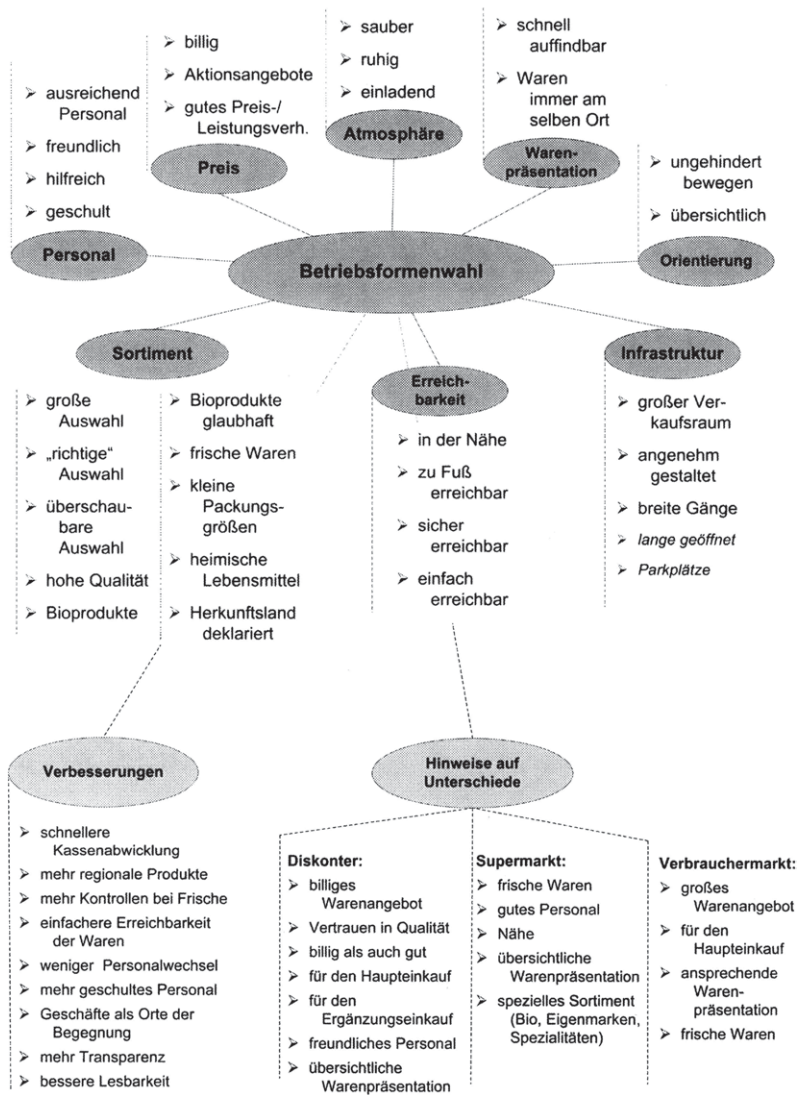 ausreichend
Personal
freundlich
hilfreich
geschult
Personal
billig
Aktionsangebote
gutes Preis-/
Leistungsverh.
Preis
sauber
ruhig
einladend
Atmosphäre
schnell
auffindbar
Waren
immer am
selben Ort
Waren-
präsentation
ungehindert
bewegen
übersichtlich
Orientierung
Betriebsformenwahl
Sortiment
große
Auswahl
„richtige“
Auswahl
überschau-
bare
Auswahl
hohe Qualität
Bioprodukte
Bioprodukte
glaubhaft
frische Waren
kleine
Packungs-
größen
heimische
Lebensmittel
Herkunftsland
deklariert
Erreich-
barkeit
in der Nähe
zu Fuß
erreichbar
sicher
erreichbar
einfach
erreichbar
Infrastruktur
großer Ver-
kaufsraum
angenehm
gestaltet
breite Gänge
lange geöffnet
Parkplätze
Verbesserungen
schnellere
Kassenabwicklung
mehr regionale Produkte
mehr Kontrollen bei Frische
einfachere Erreichbarkeit
der Waren
weniger Personalwechsel
mehr geschultes Personal
Geschäfte als Orte der
Begegnung
mehr Transparenz
bessere Lesbarkeit
Hinweise auf
Unterschiede
Diskonter:
billiges
Warenangebot
Vertrauen in Qualität
billig als auch gut
für den Haupteinkauf
für den
Ergänzungseinkauf
freundliches Personal
übersichtliche
Warenpräsentation
Supermarkt:
frische Waren
gutes Personal
Nähe
übersichtliche
Warenpräsentation
spezielles Sortiment
(Bio, Eigenmarken,
Spezialitäten)
Verbrauchermarkt:
großes
Warenangebot
für den
Haupteinkauf
ansprechende
Waren-
präsentation
frische Waren